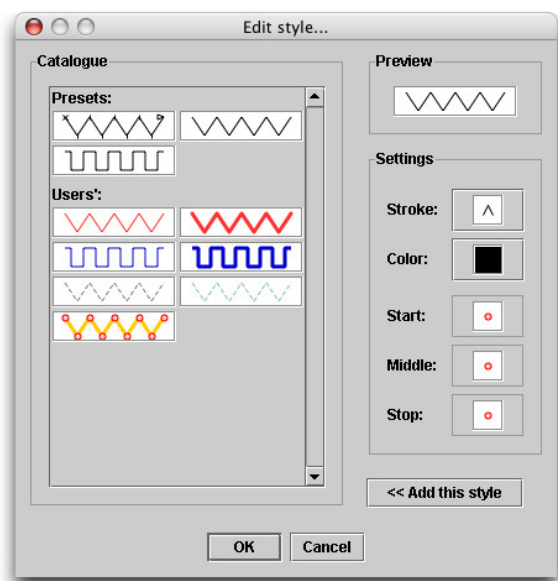 Edit style...
Catalogue
Presets:
Users':
Preview
Settings
Stroke:
Color:
Start:
Middle:
Stop:
<< Add this style
OK
Cancel